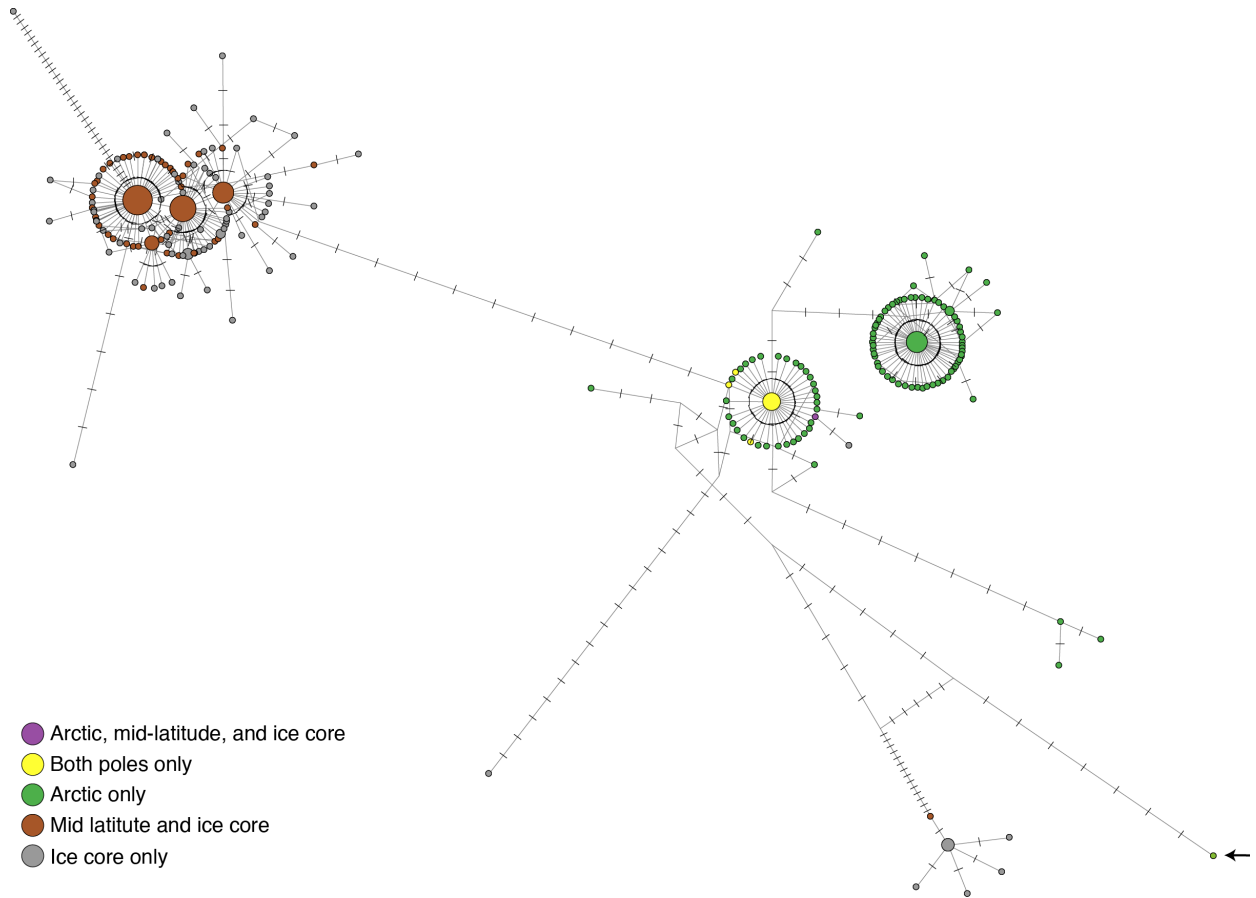 Arctic, mid-latitude, and ice core
Both poles only
Arctic only
Mid latitute and ice core
Ice core only